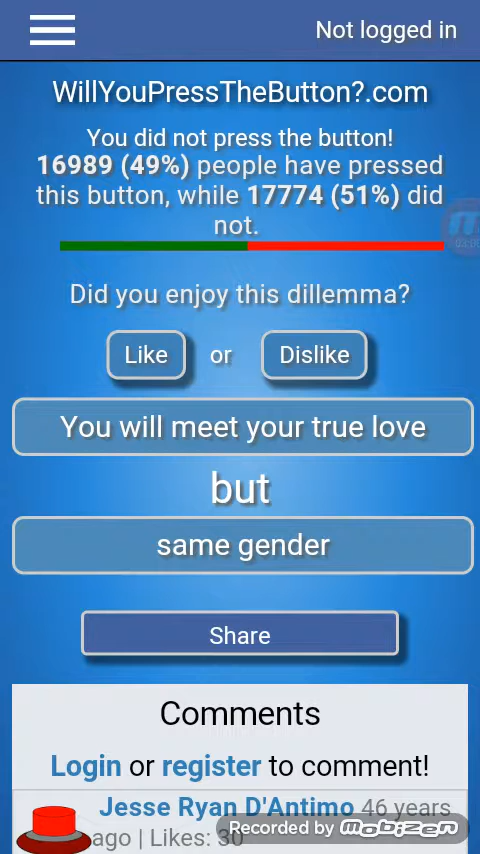 Not logged in
WillYouPressTheButton?.com
You did not press the button!
16989 (49%) people have pressed
this button, while 17774 (51%) did
not.
Did you enjoy this dillemma?
Like or Dislike
You will meet your true love
but
same gender
Share
Comments
Login or register to comment!
Jesse Ryan D'Antimo 46 years
ago | Likes: 30
Recorded by mobizen